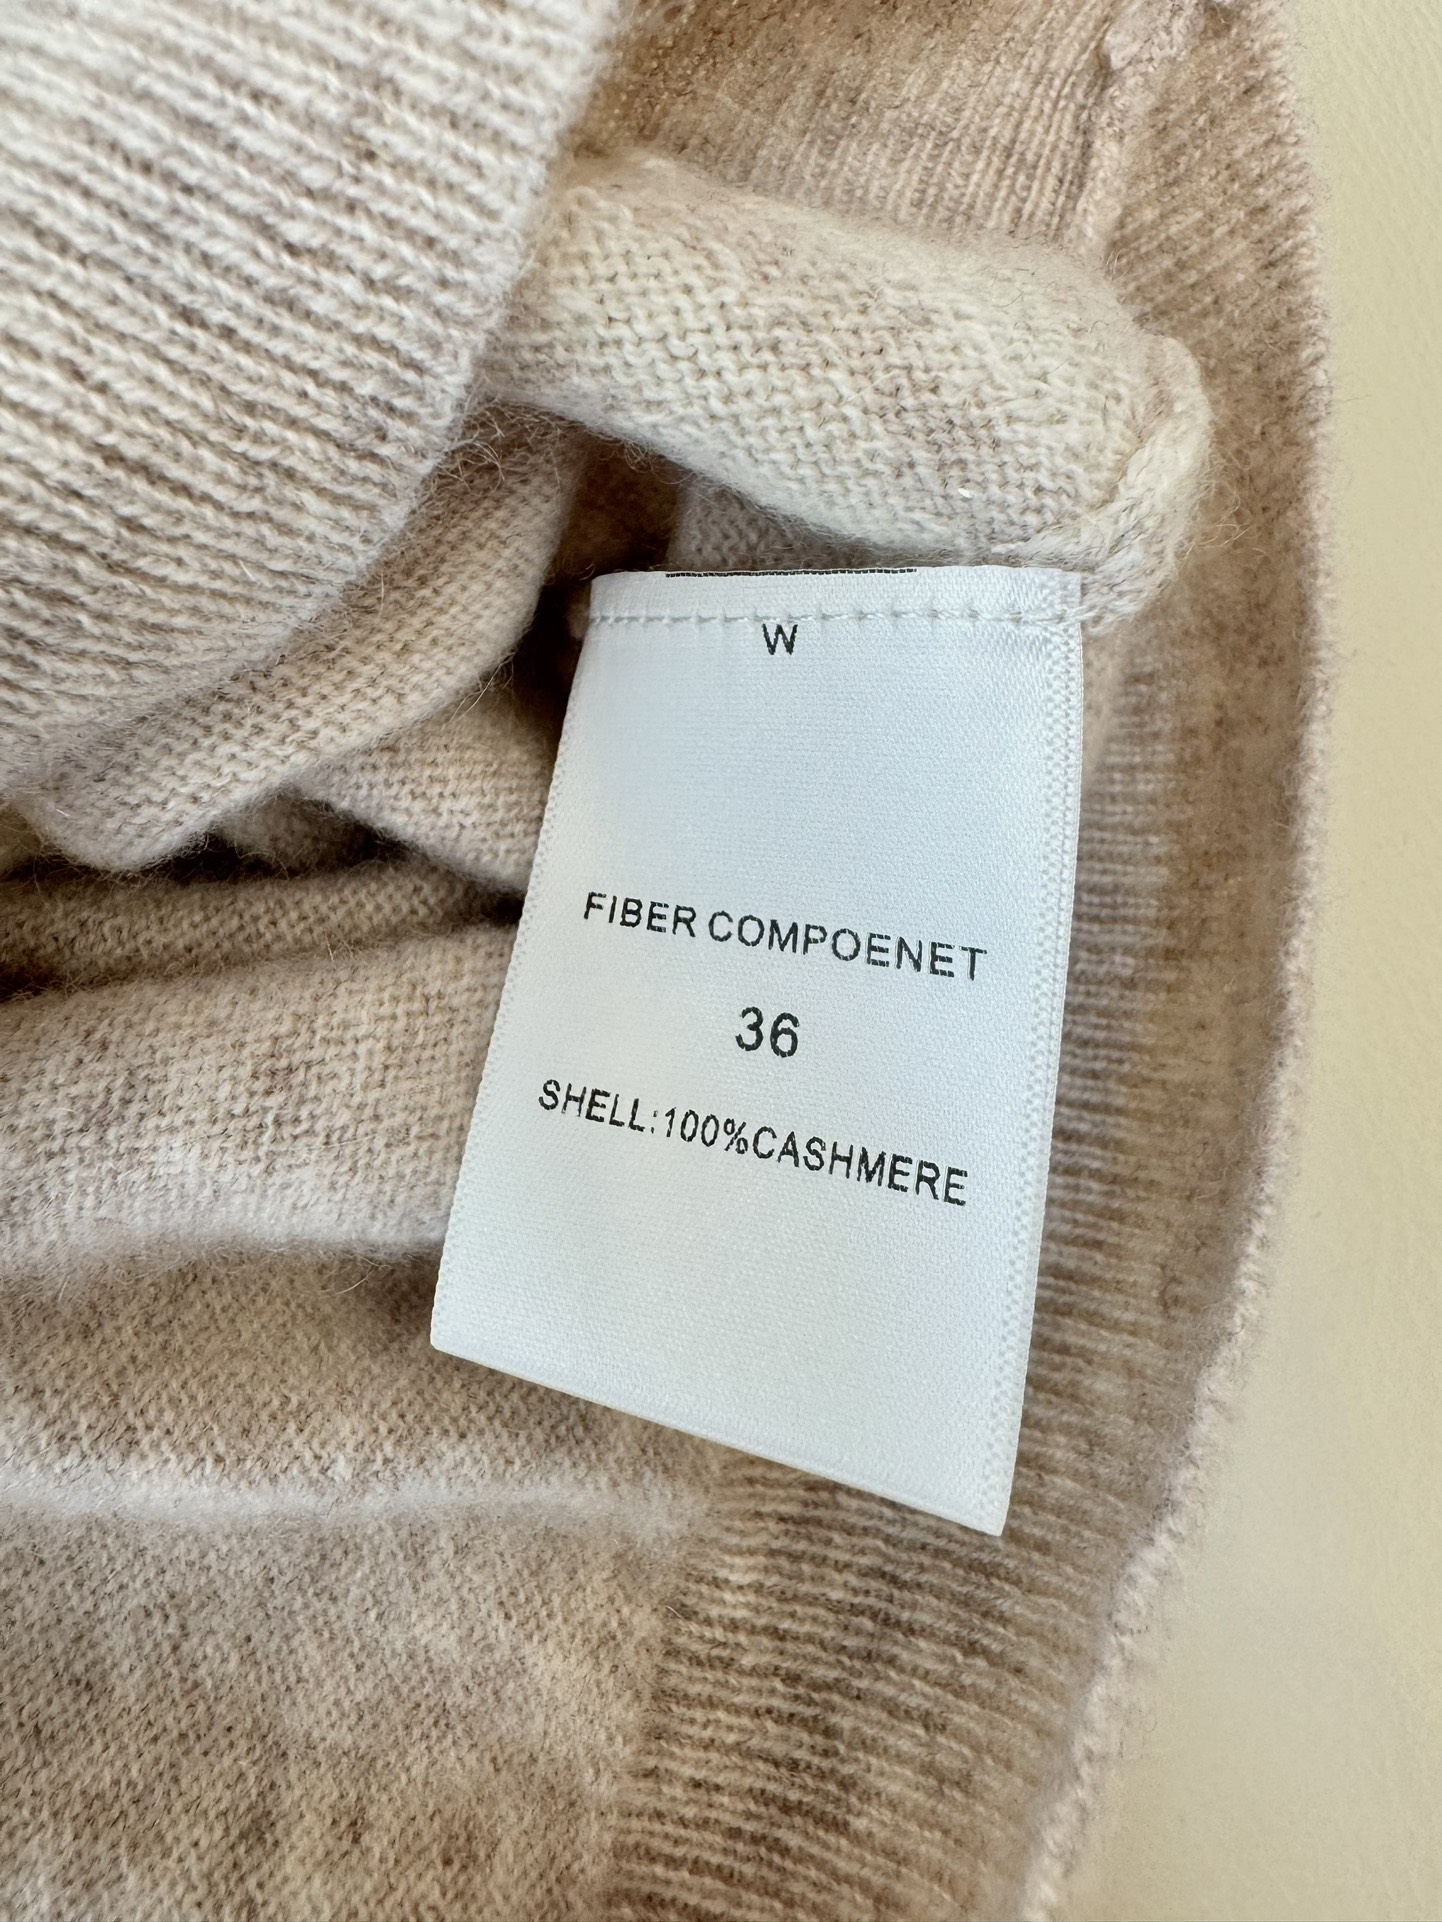 W
FIBER COMPOENET
36
SHELL:100%CASHMERE